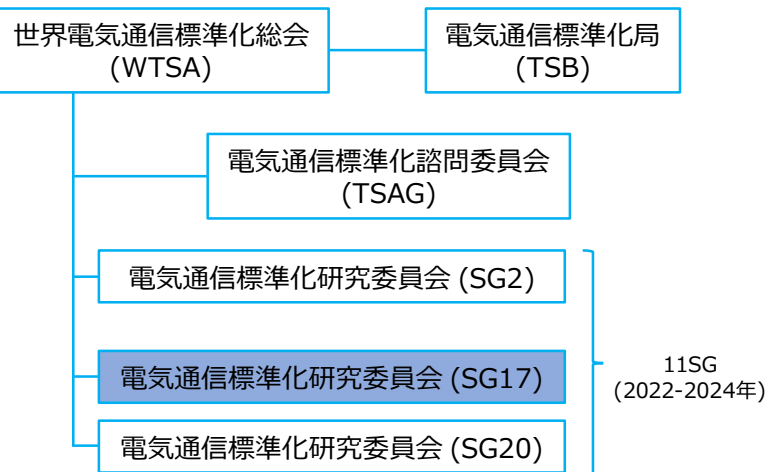 世界電気通信標準化総会
(WTSA)
電気通信標準化局
(TSB)
電気通信標準化諮問委員会
(TSAG)
電気通信標準化研究委員会 (SG2)
電気通信標準化研究委員会 (SG17)
電気通信標準化研究委員会 (SG20)
11SG
(2022-2024年)